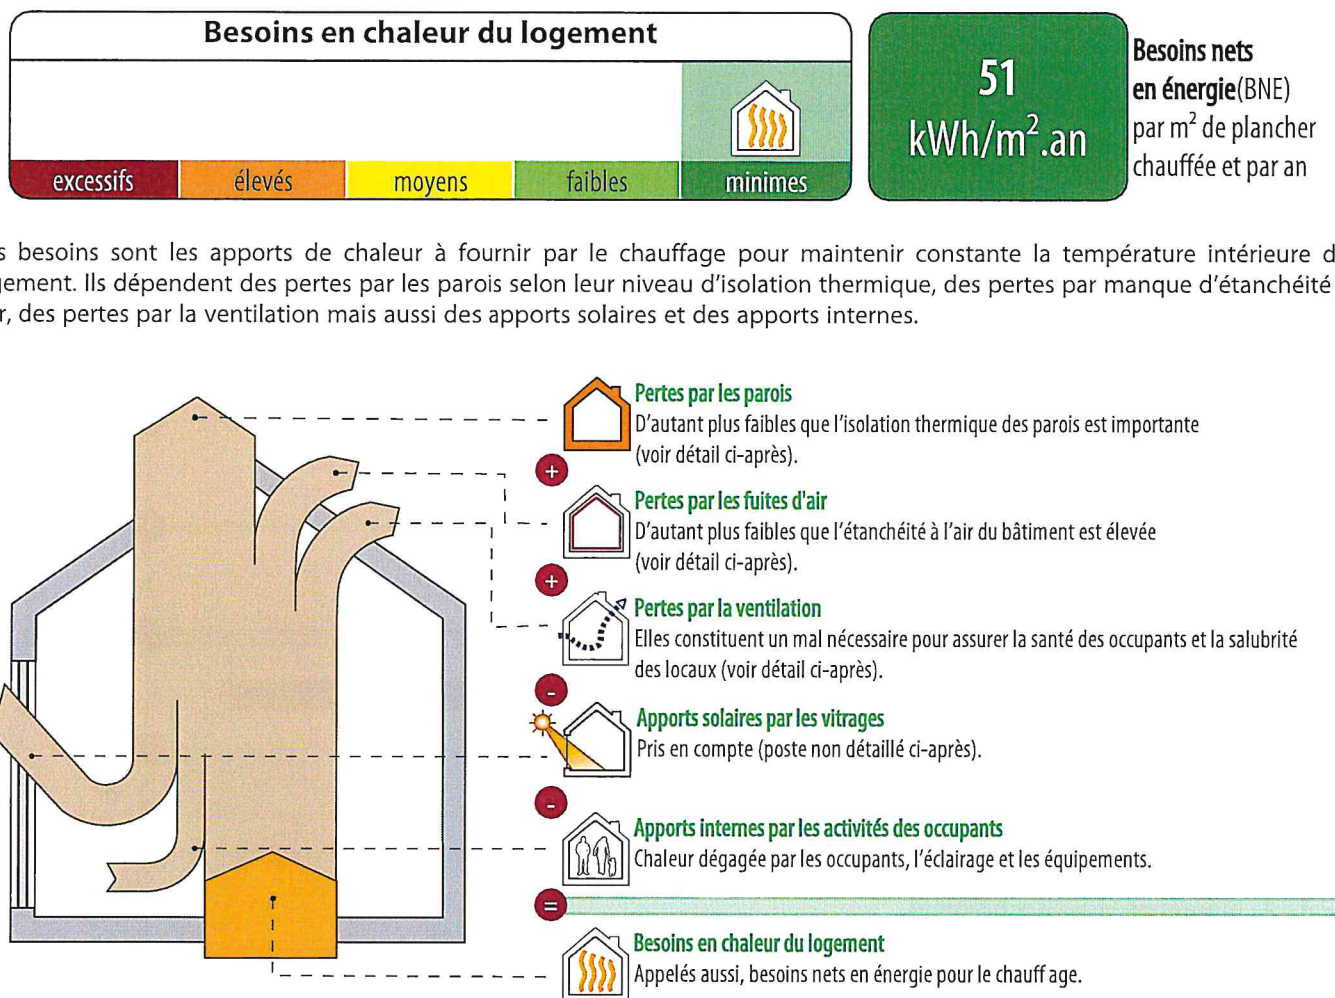 Besoins en chaleur du logement
excessifs
élevés
moyens
faibles
minimes
51
kWh/m².an
Besoins nets
en énergie(BNE)
par m² de plancher
chauffée et par an
besoins sont les apports de chaleur à fournir par le chauffage pour maintenir constante la température intérieure
Ils dépendent des pertes par les parois selon leur niveau d'isolation thermique, des pertes par manque d'étanchéité
des pertes par la ventilation mais aussi des apports solaires et des apports internes.
Pertes par les parois
D'autant plus faibles que l'isolation thermique des parois est importante
(voir détail ci-après).
+
Pertes par les fuites d'air
D'autant plus faibles que l'étanchéité à l'air du bâtiment est élevée
(voir détail ci-après).
+
Pertes par la ventilation
Elles constituent un mal nécessaire pour assurer la santé des occupants et la salubrité
des locaux (voir détail ci-après).
-
Apports solaires par les vitrages
Pris en compte (poste non détaillé ci-après).
-
Apports internes par les activités des occupants
Chaleur dégagée par les occupants, l'éclairage et les équipements.
=
Besoins en chaleur du logement
Appelés aussi, besoins nets en énergie pour le chauff age.